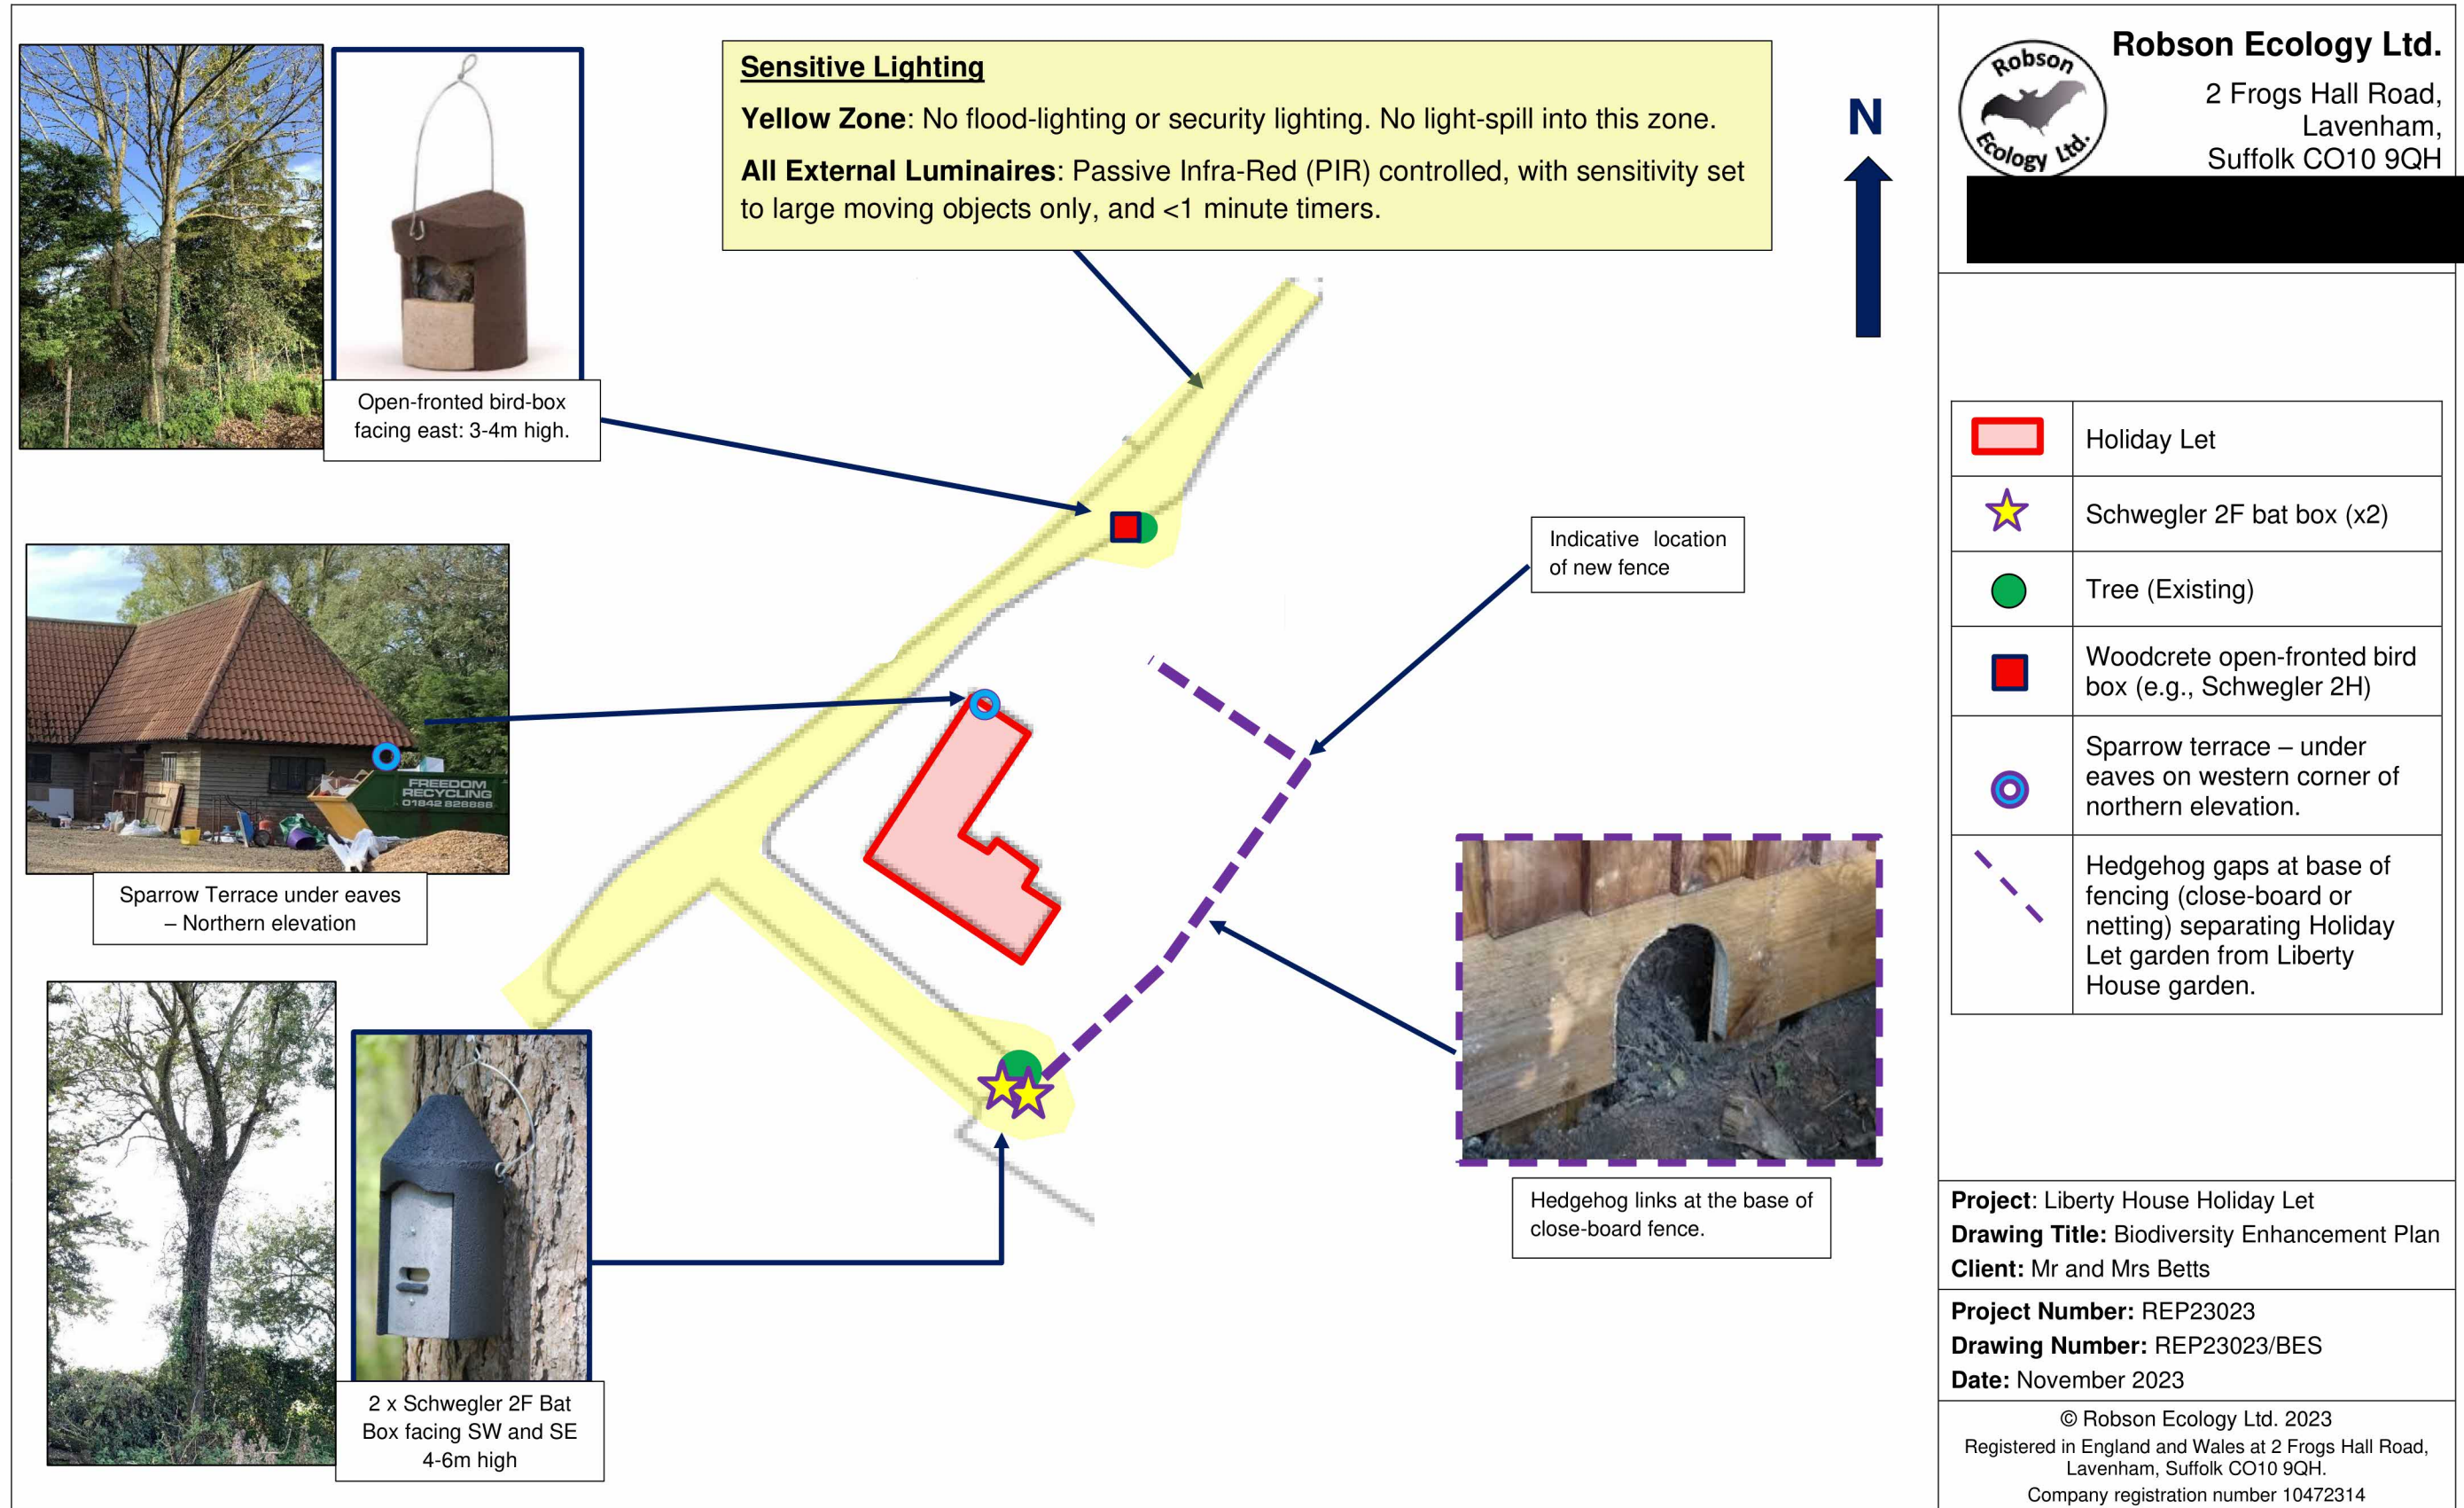 Sensitive Lighting
Yellow Zone: No flood-lighting or security lighting. No light-spill into this zone.
All External Luminaires: Passive Infra-Red (PIR) controlled, with sensitivity set
to large moving objects only, and <1 minute timers.
N
Open-fronted bird-box
facing east: 3-4m high.
Indicative location
of new fence
FREEDOM
RECYCLING
01842 828888
Sparrow Terrace under eaves
– Northern elevation
2 x Schwegler 2F Bat
Box facing SW and SE
4-6m high
Hedgehog links at the base of
close-board fence.
Robson
Ecology Ltd.
Robson Ecology Ltd.
2 Frogs Hall Road,
Lavenham,
Suffolk CO10 9QH
Holiday Let
Schwegler 2F bat box (x2)
Tree (Existing)
Woodcrete open-fronted bird
box (e.g., Schwegler 2H)
Sparrow terrace – under
eaves on western corner of
northern elevation.
Hedgehog gaps at base of
fencing (close-board or
netting) separating Holiday
Let garden from Liberty
House garden.
Project: Liberty House Holiday Let
Drawing Title: Biodiversity Enhancement Plan
Client: Mr and Mrs Betts
Project Number: REP23023
Drawing Number: REP23023/BES
Date: November 2023
© Robson Ecology Ltd. 2023
Registered in England and Wales at 2 Frogs Hall Road,
Lavenham, Suffolk CO10 9QH.
Company registration number 10472314